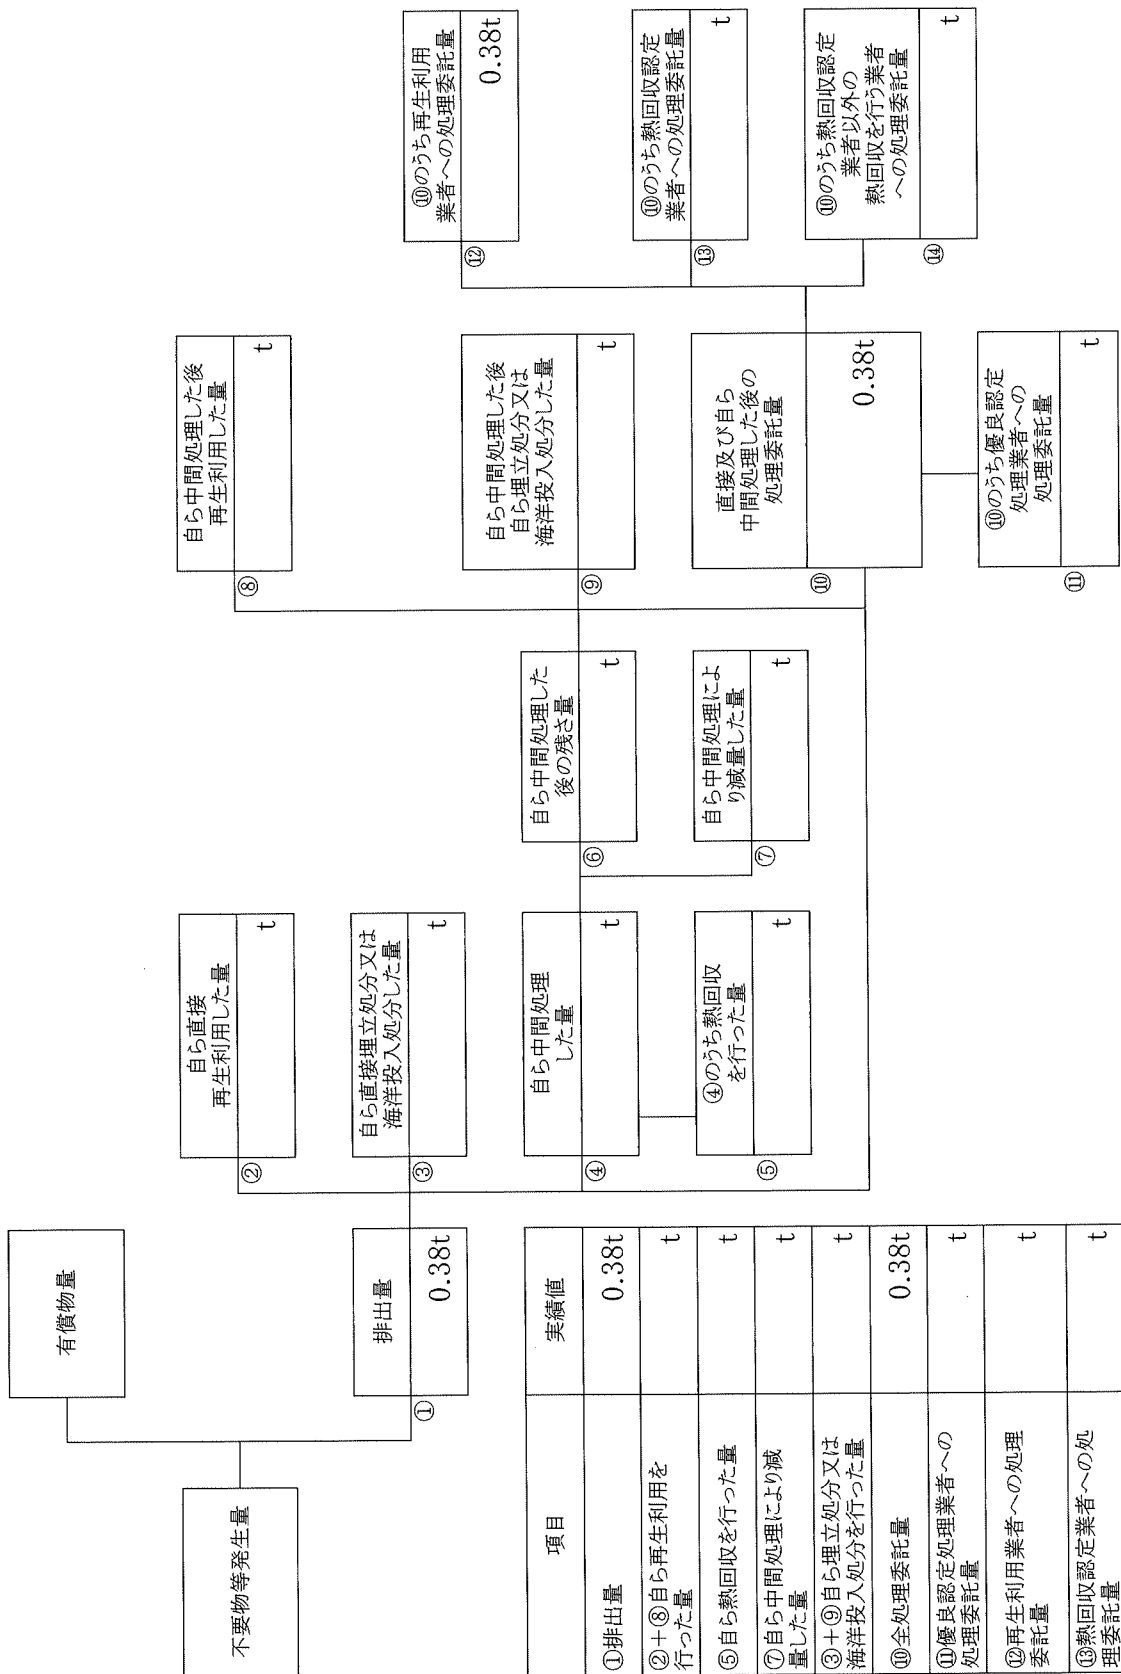 不要物等発生量
有償物量
排出量
①
0.38t
自ら直接
再生利用した量
②
t
自ら直接埋立処分又は
海洋投入処分した量
③
t
自ら中間処理
した量
④
t
④のうち熱回収
を行った量
⑤
t
自ら中間処理した
後の残さ量
⑥
t
自ら中間処理によ
り減量した量
⑦
t
自ら中間処理した後
再生利用した量
⑧
t
自ら中間処理した後
自ら埋立処分又は
海洋投入処分した量
⑨
t
直接及び自ら
中間処理した後の
処理委託量
⑩
0.38t
⑩のうち優良認定
処理業者への
処理委託量
⑪
t
⑩のうち再生利用
業者への処理委託量
⑫
0.38t
⑩のうち熱回収認定
業者への処理委託量
⑬
t
⑩のうち熱回収認定
業者以外の
熱回収を行う業者
への処理委託量
⑭
t
項目 実績値
①排出量 0.38t
②+⑧自ら再生利用を
行った量
t
⑤自ら熱回収を行った量 t
⑦自ら中間処理により減
量した量
t
③+⑨自ら埋立処分又は
海洋投入処分を行った量
t
⑩全処理委託量 0.38t
⑪優良認定処理業者への
処理委託量
t
⑫再生利用業者への処理
委託量
t
⑬熱回収認定業者への処
理委託量
t